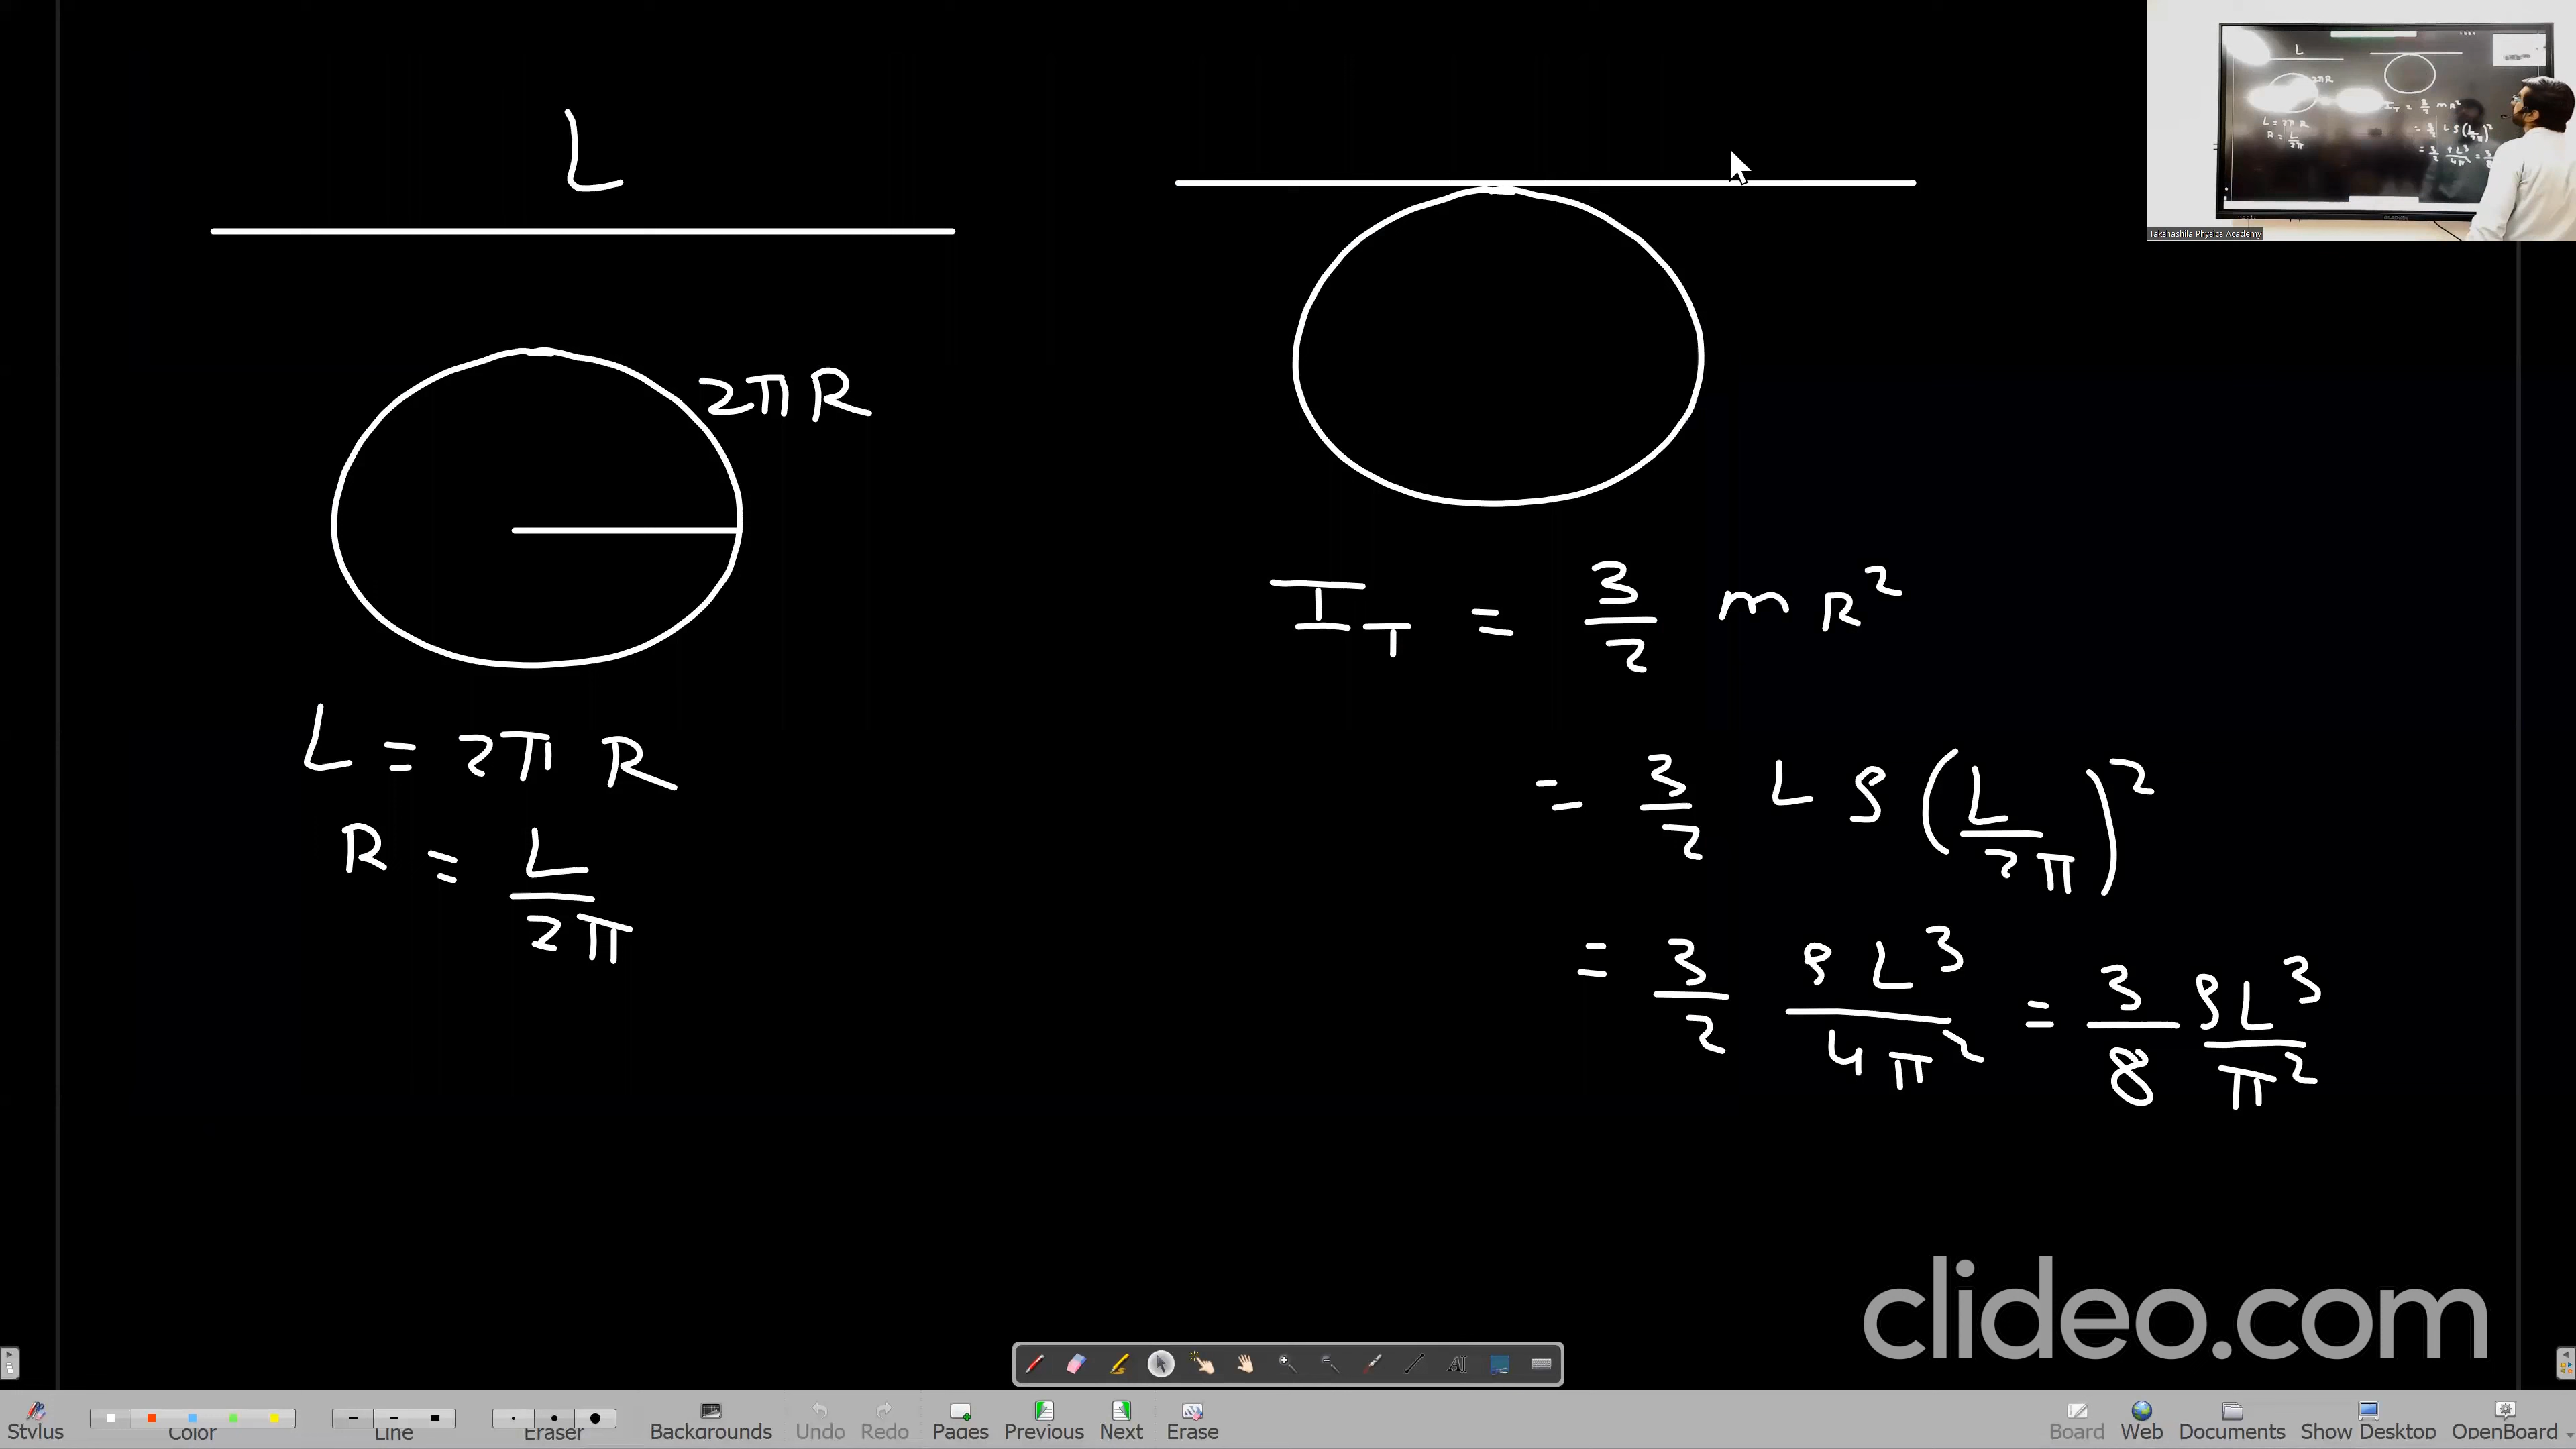 L
2πR
L = 2π R
R = L/2π
I_T = 3/2 m R²
= 3/2 L ρ (L/2π)²
= 3/2 ρL³/4π² = 3/8 ρL³/π²
Takshashila Physics Academy
clideo.com
Stylus Color Line Eraser Backgrounds Undo Redo Pages Previous Next Erase Board Web Documents Show Desktop OpenBoard